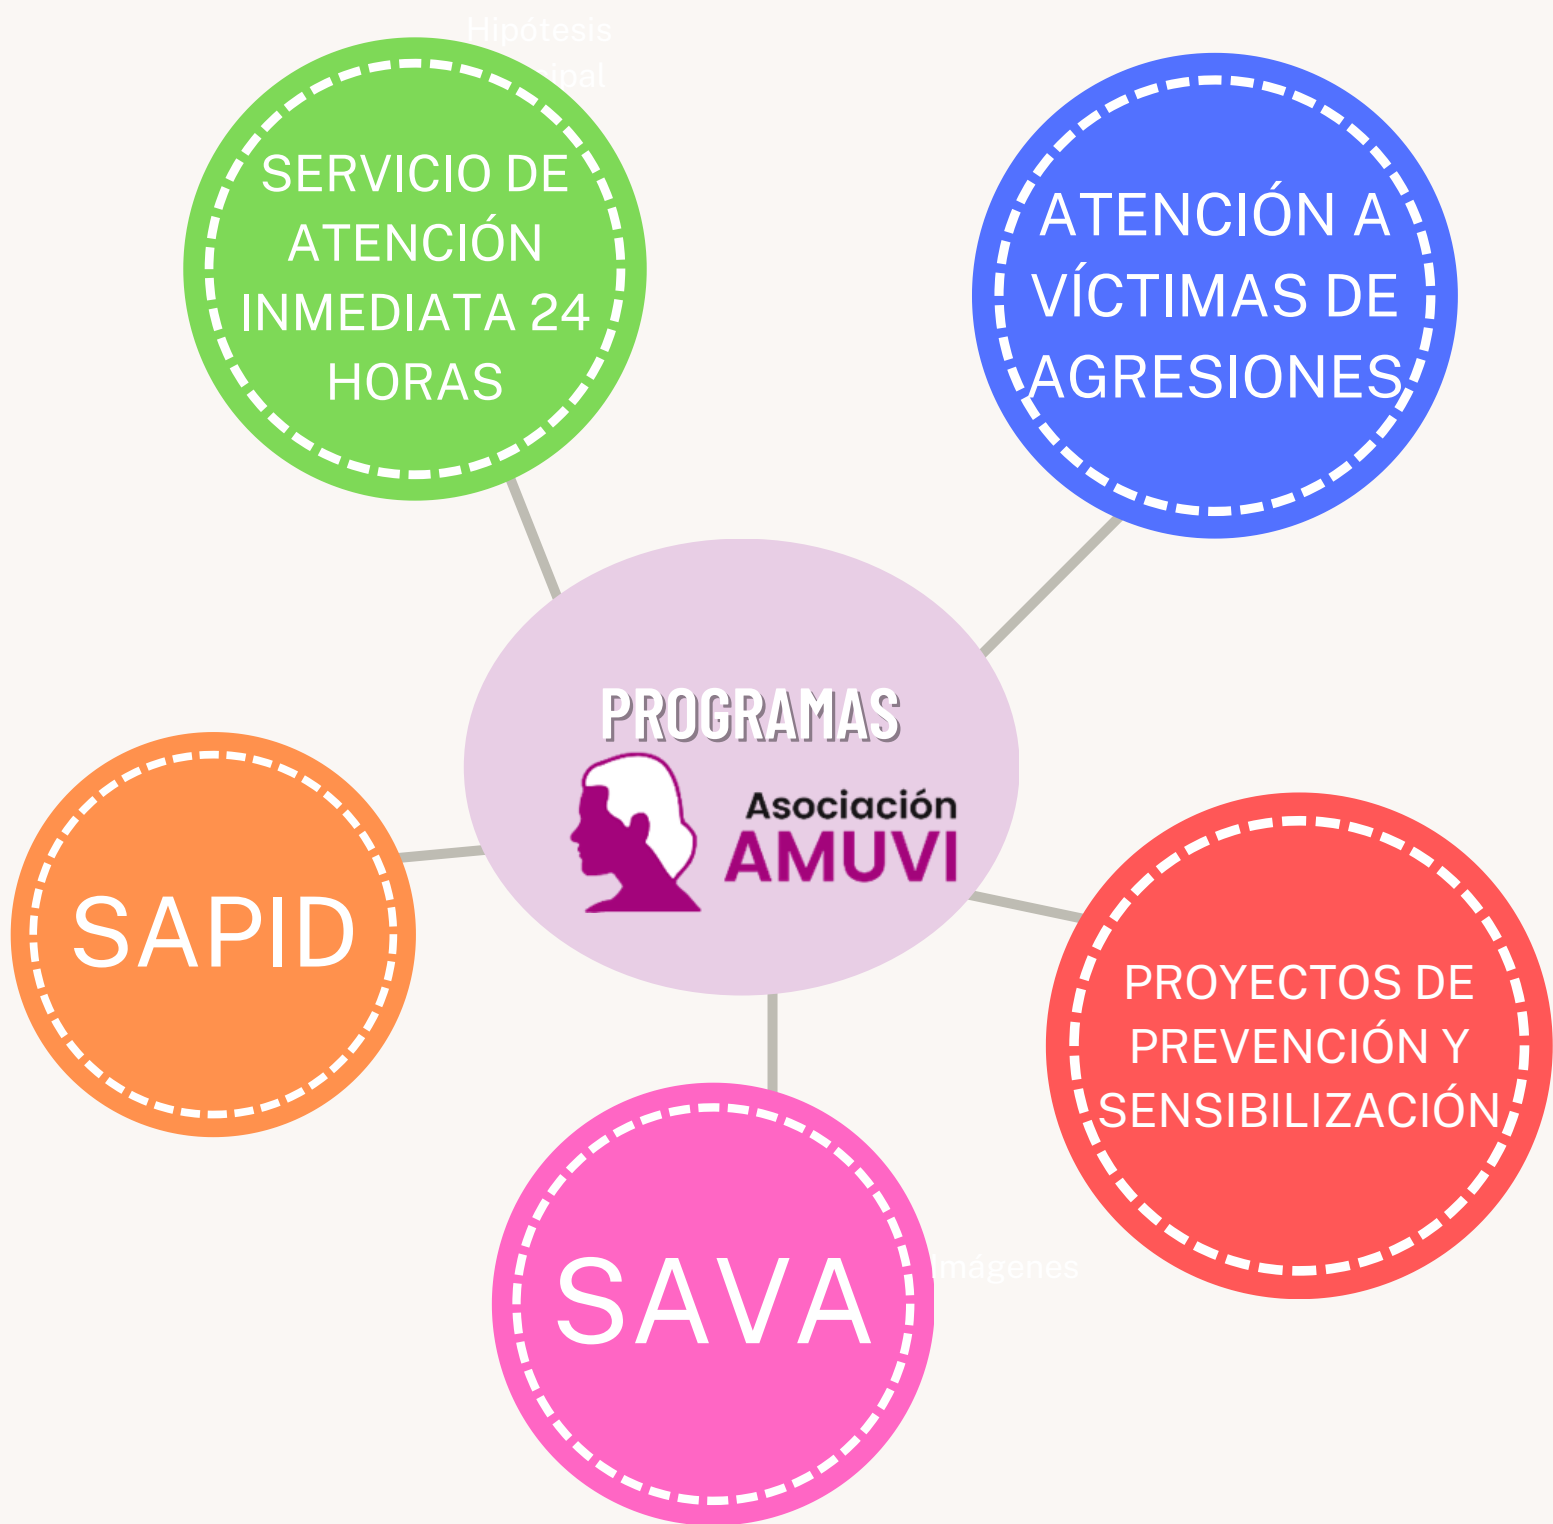 Hipótesis
SERVICIO DE
ATENCIÓN
INMEDIATA 24
HORAS
ATENCIÓN A
VÍCTIMAS DE
AGRESIONES
PROGRAMAS
Asociación
AMUVI
SAPID
PROYECTOS DE
PREVENCIÓN Y
SENSIBILIZACIÓN
SAVA